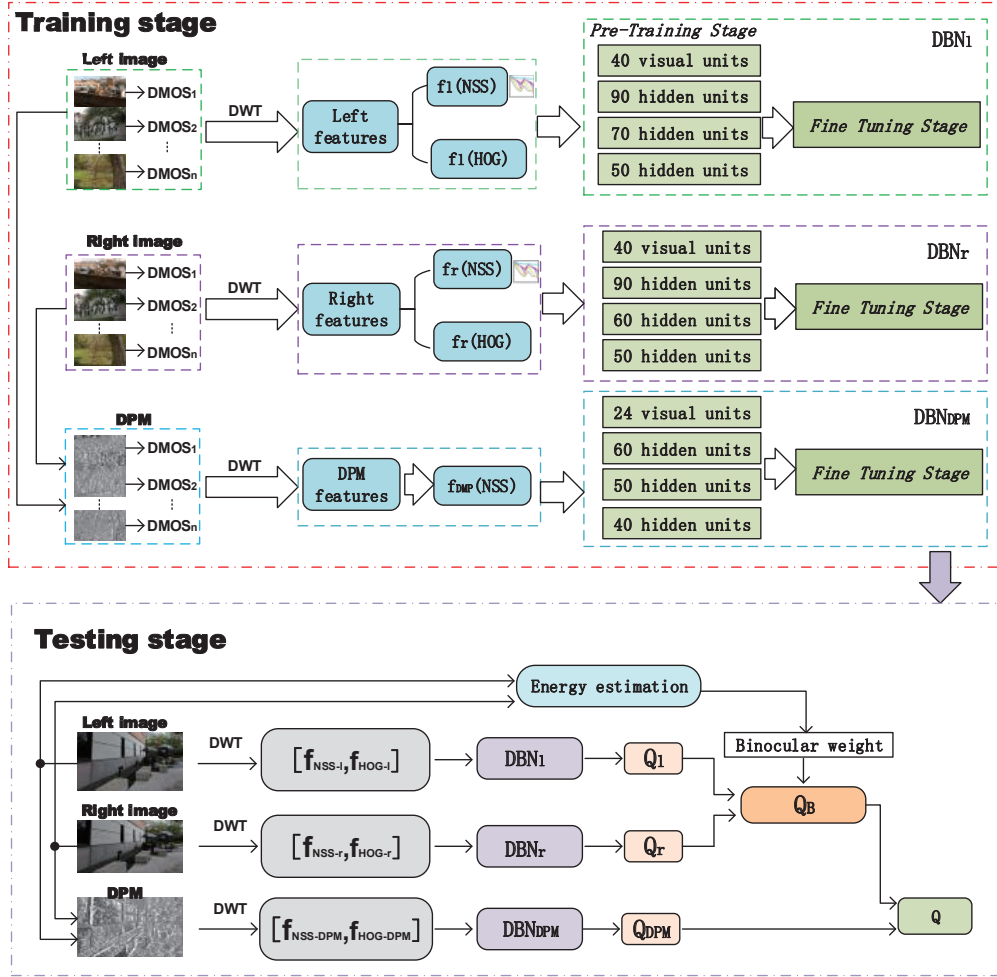 Training stage
Left image
DMOS1
DMOS2
DMOSn
DWT
Left
features
f1(NSS)
f1(HOG)
Pre-Training Stage
DBN1
40 visual units
90 hidden units
70 hidden units
50 hidden units
Fine Tuning Stage
Right image
DMOS1
DMOS2
DMOSn
DWT
Right
features
fr(NSS)
fr(HOG)
DBNr
40 visual units
90 hidden units
60 hidden units
50 hidden units
Fine Tuning Stage
DPM
DMOS1
DMOS2
DMOSn
DWT
DPM
features
fDMP(NSS)
DBNDPM
24 visual units
60 hidden units
50 hidden units
40 hidden units
Fine Tuning Stage
Testing stage
Energy estimation
Binocular weight
Left image
DWT
[fNSS-l,fHOG-l]
DBN1
Q1
QB
Right image
DWT
[fNSS-r,fHOG-r]
DBNr
Qr
DPM
DWT
[fNSS-DPM,fHOG-DPM]
DBNDPM
QDPM
Q